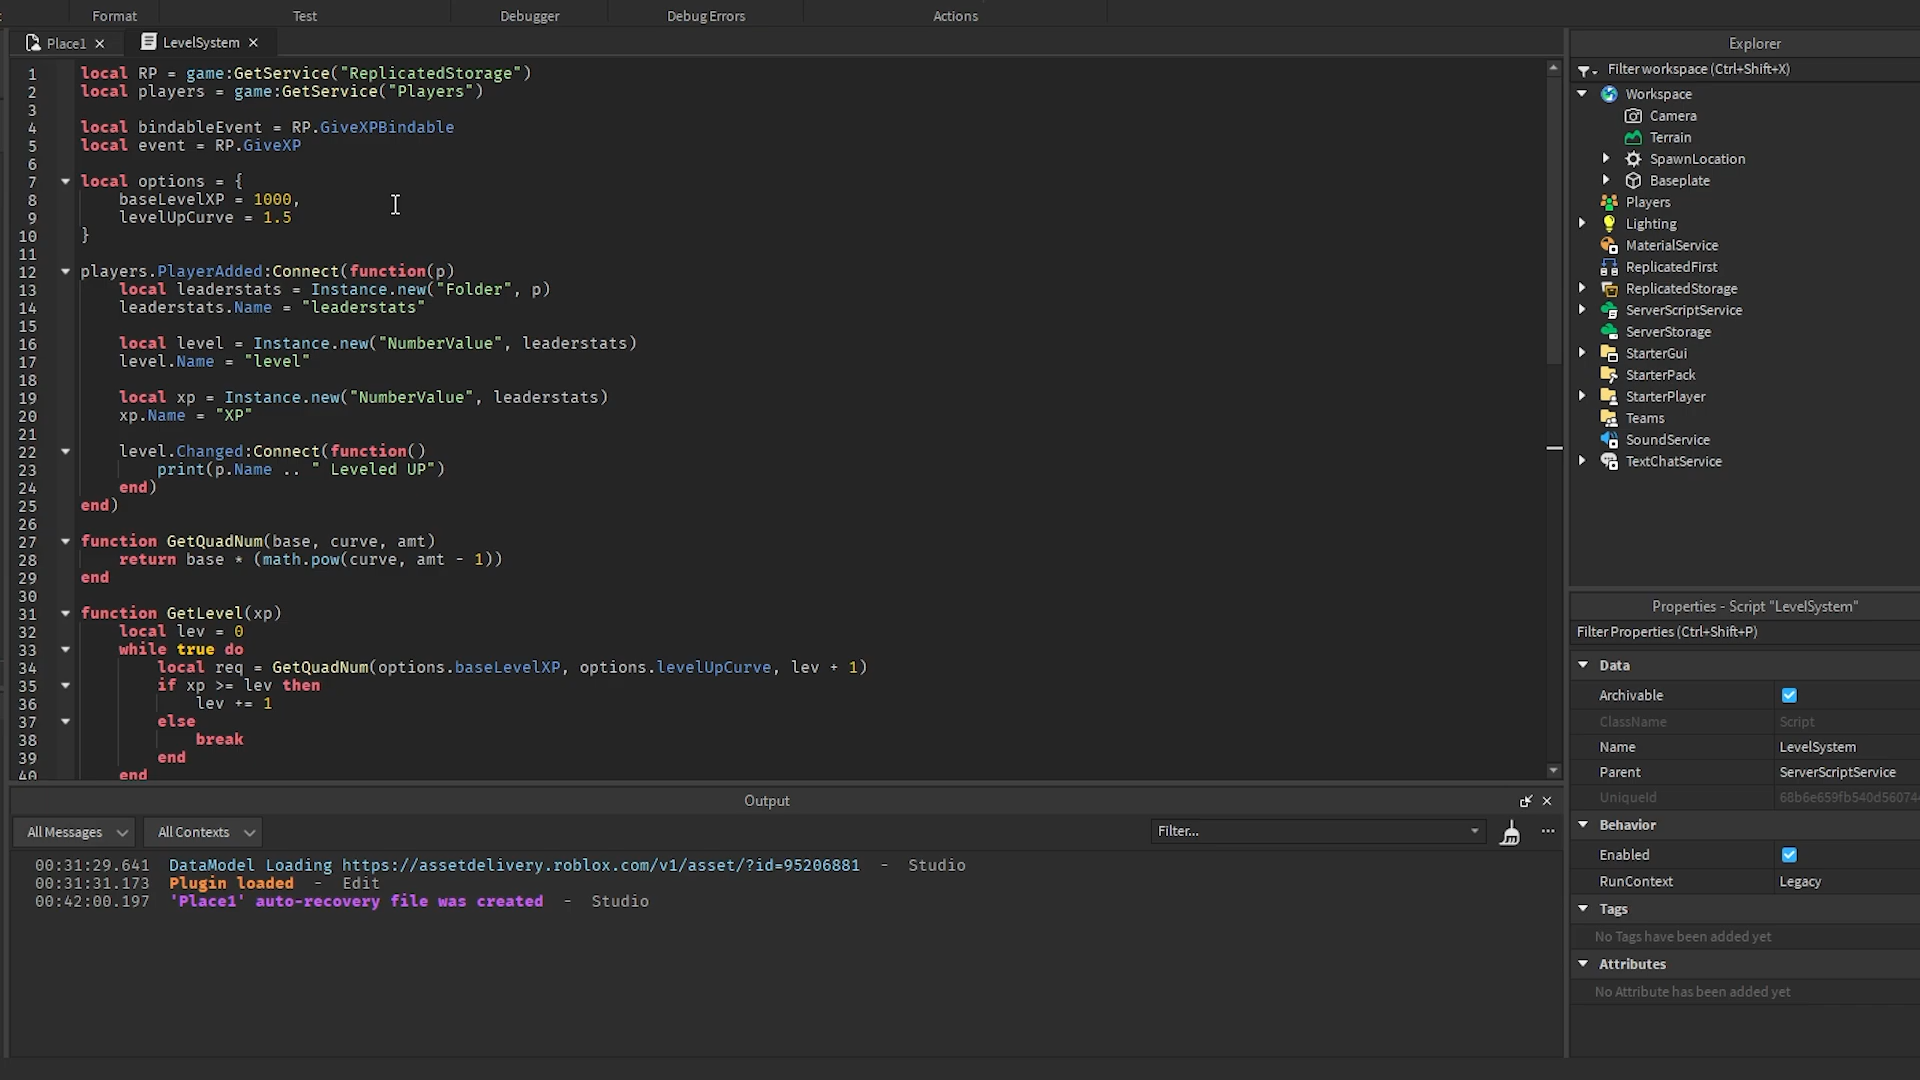 Format Test Debugger Debug Errors Actions
Place1 LevelSystem
1 local RP = game:GetService("ReplicatedStorage")
2 local players = game:GetService("Players")
3
4 local bindableEvent = RP.GiveXPBindable
5 local event = RP.GiveXP
6
7 local options = {
8 baseLevelXP = 1000,
9 levelUpCurve = 1.5
10 }
11
12 players.PlayerAdded:Connect(function(p)
13 local leaderstats = Instance.new("Folder", p)
14 leaderstats.Name = "leaderstats"
15
16 local level = Instance.new("NumberValue", leaderstats)
17 level.Name = "level"
18
19 local xp = Instance.new("NumberValue", leaderstats)
20 xp.Name = "XP"
21
22 level.Changed:Connect(function()
23 print(p.Name .. " Leveled UP")
24 end)
25 end)
26
27 function GetQuadNum(base, curve, amt)
28 return base * (math.pow(curve, amt - 1))
29 end
30
31 function GetLevel(xp)
32 local lev = 0
33 while true do
34 local req = GetQuadNum(options.baseLevelXP, options.levelUpCurve, lev + 1)
35 if xp >= lev then
36 lev += 1
37 else
38 break
39 end
40 end
Output
All Messages All Contexts Filter...
00:31:29.641 DataModel Loading https://assetdelivery.roblox.com/v1/asset/?id=95206881 - Studio
00:31:31.173 Plugin loaded - Edit
00:42:00.197 'Place1' auto-recovery file was created - Studio
Explorer
Filter workspace (Ctrl+Shift+X)
Workspace
Camera
Terrain
SpawnLocation
Baseplate
Players
Lighting
MaterialService
ReplicatedFirst
ReplicatedStorage
ServerScriptService
ServerStorage
StarterGui
StarterPack
StarterPlayer
Teams
SoundService
TextChatService
Properties - Script "LevelSystem"
Filter Properties (Ctrl+Shift+P)
Data
Archivable
ClassName Script
Name LevelSystem
Parent ServerScriptService
UniqueId 68b6e659fb540d56074
Behavior
Enabled
RunContext Legacy
Tags
No Tags have been added yet
Attributes
No Attribute has been added yet